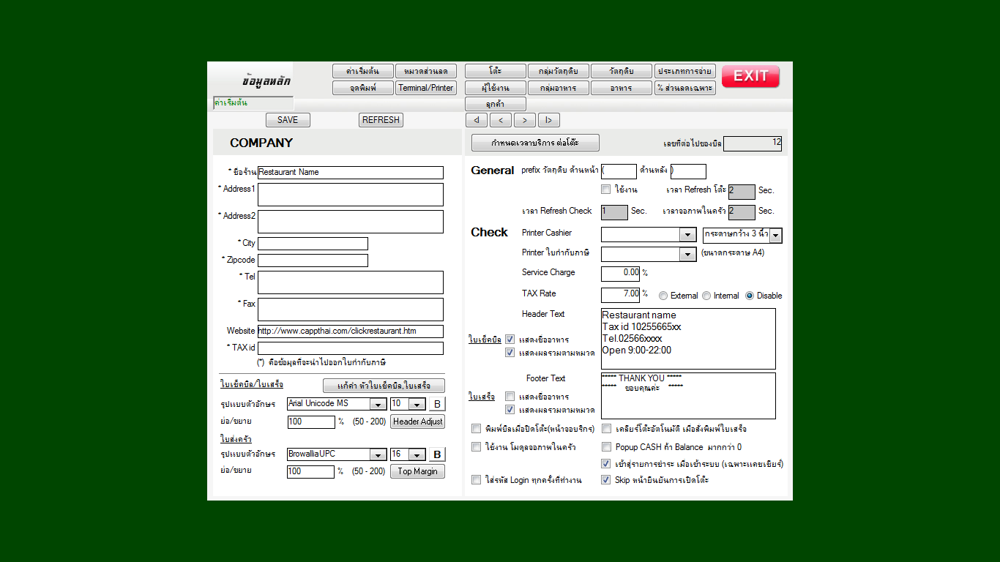 ข้อมูลหลัก
ค่าเริ่มต้น หมวดส่วนลด โต๊ะ กลุ่มวัตถุดิบ วัตถุดิบ ประเภทการจ่าย EXIT
จุดพิมพ์ Terminal/Printer ผู้ใช้งาน กลุ่มอาหาร อาหาร % ส่วนลดเฉพาะ
ค่าเริ่มต้น ลูกค้า
SAVE REFRESH <| < > |>
COMPANY
* ชื่อร้าน Restaurant Name
* Address1
* Address2
* City
* Zipcode
* Tel
* Fax
Website http://www.cappthai.com/clickrestaurant.htm
* TAX id
(*) คือข้อมุลที่จะนำไปออกใบกำกับภาษี
ใบเช็คบิล/ใบเสร็จ แก้ค่า หัวใบเช็คบิล,ใบเสร็จ
รูปแบบตัวอักษร Arial Unicode MS 10 B
ย่อ/ขยาย 100 % (50 - 200) Header Adjust
ใบส่งครัว
รูปแบบตัวอักษร BrowalliaUPC 16 B
ย่อ/ขยาย 100 % (50 - 200) Top Margin
กำหนดเวลาบริการ ต่อโต๊ะ เลขที่ต่อไปของบิล 12
General prefix วัตถุดิบ ด้านหน้า ( ด้านหลัง )
ใช้งาน เวลา Refresh โต๊ะ 2 Sec.
เวลา Refresh Check 1 Sec. เวลาจอภาพในครัว 2 Sec.
Check Printer Cashier กระดาษกว้าง 3 นิ้ว
Printer ใบกำกับภาษี (ขนาดกระดาษ A4)
Service Charge 0.00 %
TAX Rate 7.00 % External Internal Disable
Header Text Restaurant name
Tax id 10255665xx
Tel.02566xxxx
Open 9:00-22:00
ใบเช็คบิล แสดงชื่ออาหาร
แสดงผลรวมตามหมวด
Footer Text ***** THANK YOU *****
***** ขอบคุณค่ะ *****
ใบเสร็จ แสดงชื่ออาหาร
แสดงผลรวมตามหมวด
พิมพ์บิลเมื่อปิดโต๊ะ(หน้าจอบริกร) เคลียร์โต๊ะอัตโนมัติ เมื่อสั่งพิมพ์ใบเสร็จ
ใช้งาน โมดุลจอภาพในครัว Popup CASH ถ้า Balance มากกว่า 0
เข้าสู่รายการชำระ เมื่อเข้าระบบ (เฉพาะแคชเชียร์)
ใส่รหัส Login ทุกครั้งที่ทำงาน Skip หน้ายืนยันการเปิดโต๊ะ